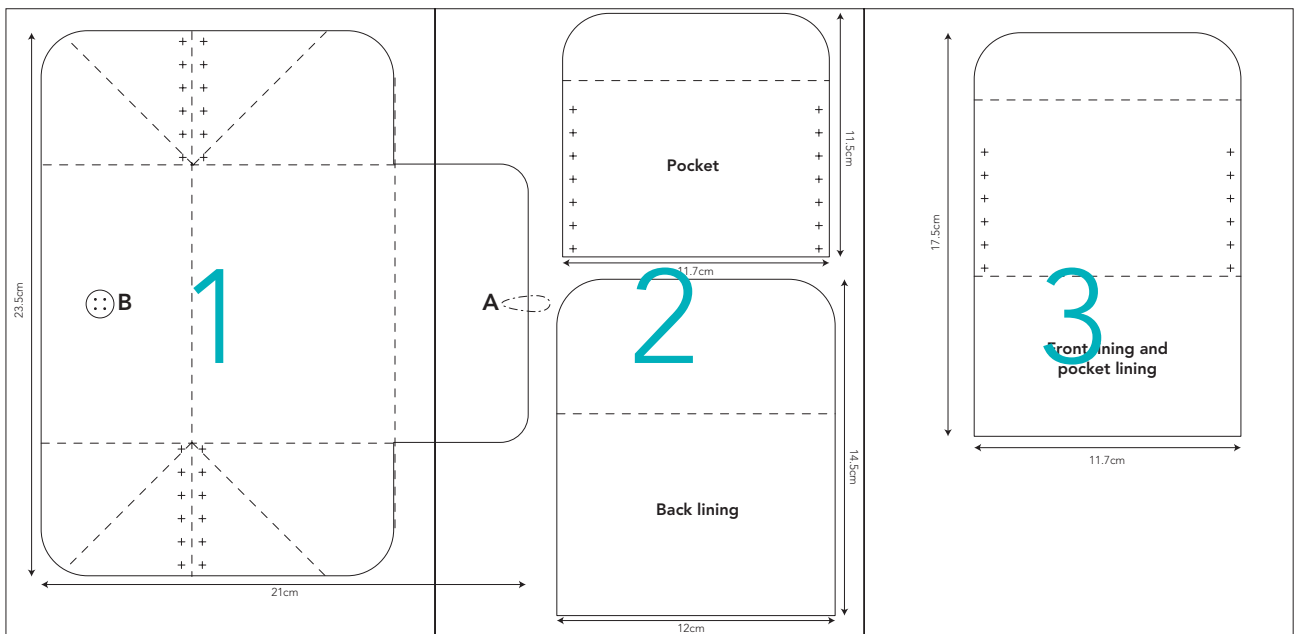 23.5cm
B
1
21cm
A
Pocket
11.5cm
11.7cm
2
14.5cm
Back lining
12cm
17.5cm
3
Front lining and
pocket lining
11.7cm